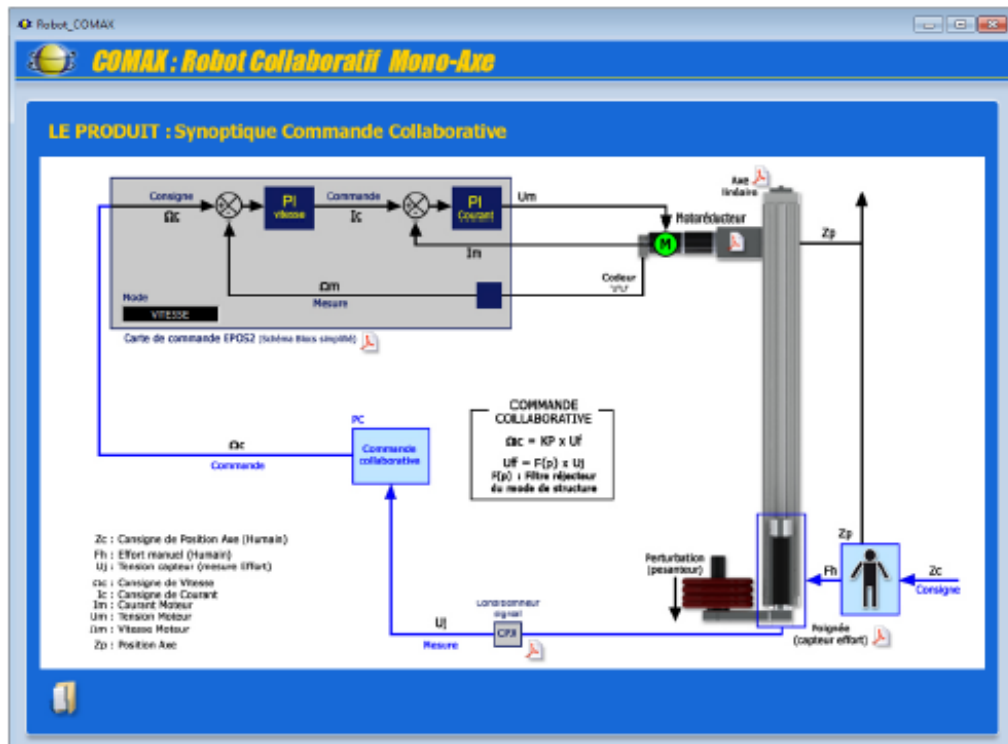 Robot_COMAX
COMAX : Robot Collaboratif Mono-Axe
LE PRODUIT : Synoptique Commande Collaborative
Axe
linéaire
Consigne
Ωc
PI
vitesse
Commande
Ic
PI
Courant
Um
Motoréducteur
M
Zp
Im
Codeur
Ωm
Mesure
Mode
VITESSE
Carte de commande EPOS2 (Schéma Blocs simplifié)
COMMANDE
COLLABORATIVE
Ωc = KP x Uf
Uf = F(p) x Uj
F(p) : Filtre réjecteur
du mode de structure
PC
Commande
collaborative
Ωc
Commande
Zc : Consigne de Position Axe (Humain)
Fh : Effort manuel (Humain)
Uj : Tension capteur (mesure Effort)
Ωc : Consigne de Vitesse
Ic : Consigne de Courant
Im : Courant Moteur
Um : Tension Moteur
Ωm : Vitesse Moteur
Zp : Position Axe
Perturbation
(pesanteur)
Zp
Fh
Zc
Consigne
Conditionneur
signal
Uj
Mesure
Poignée
(capteur effort)